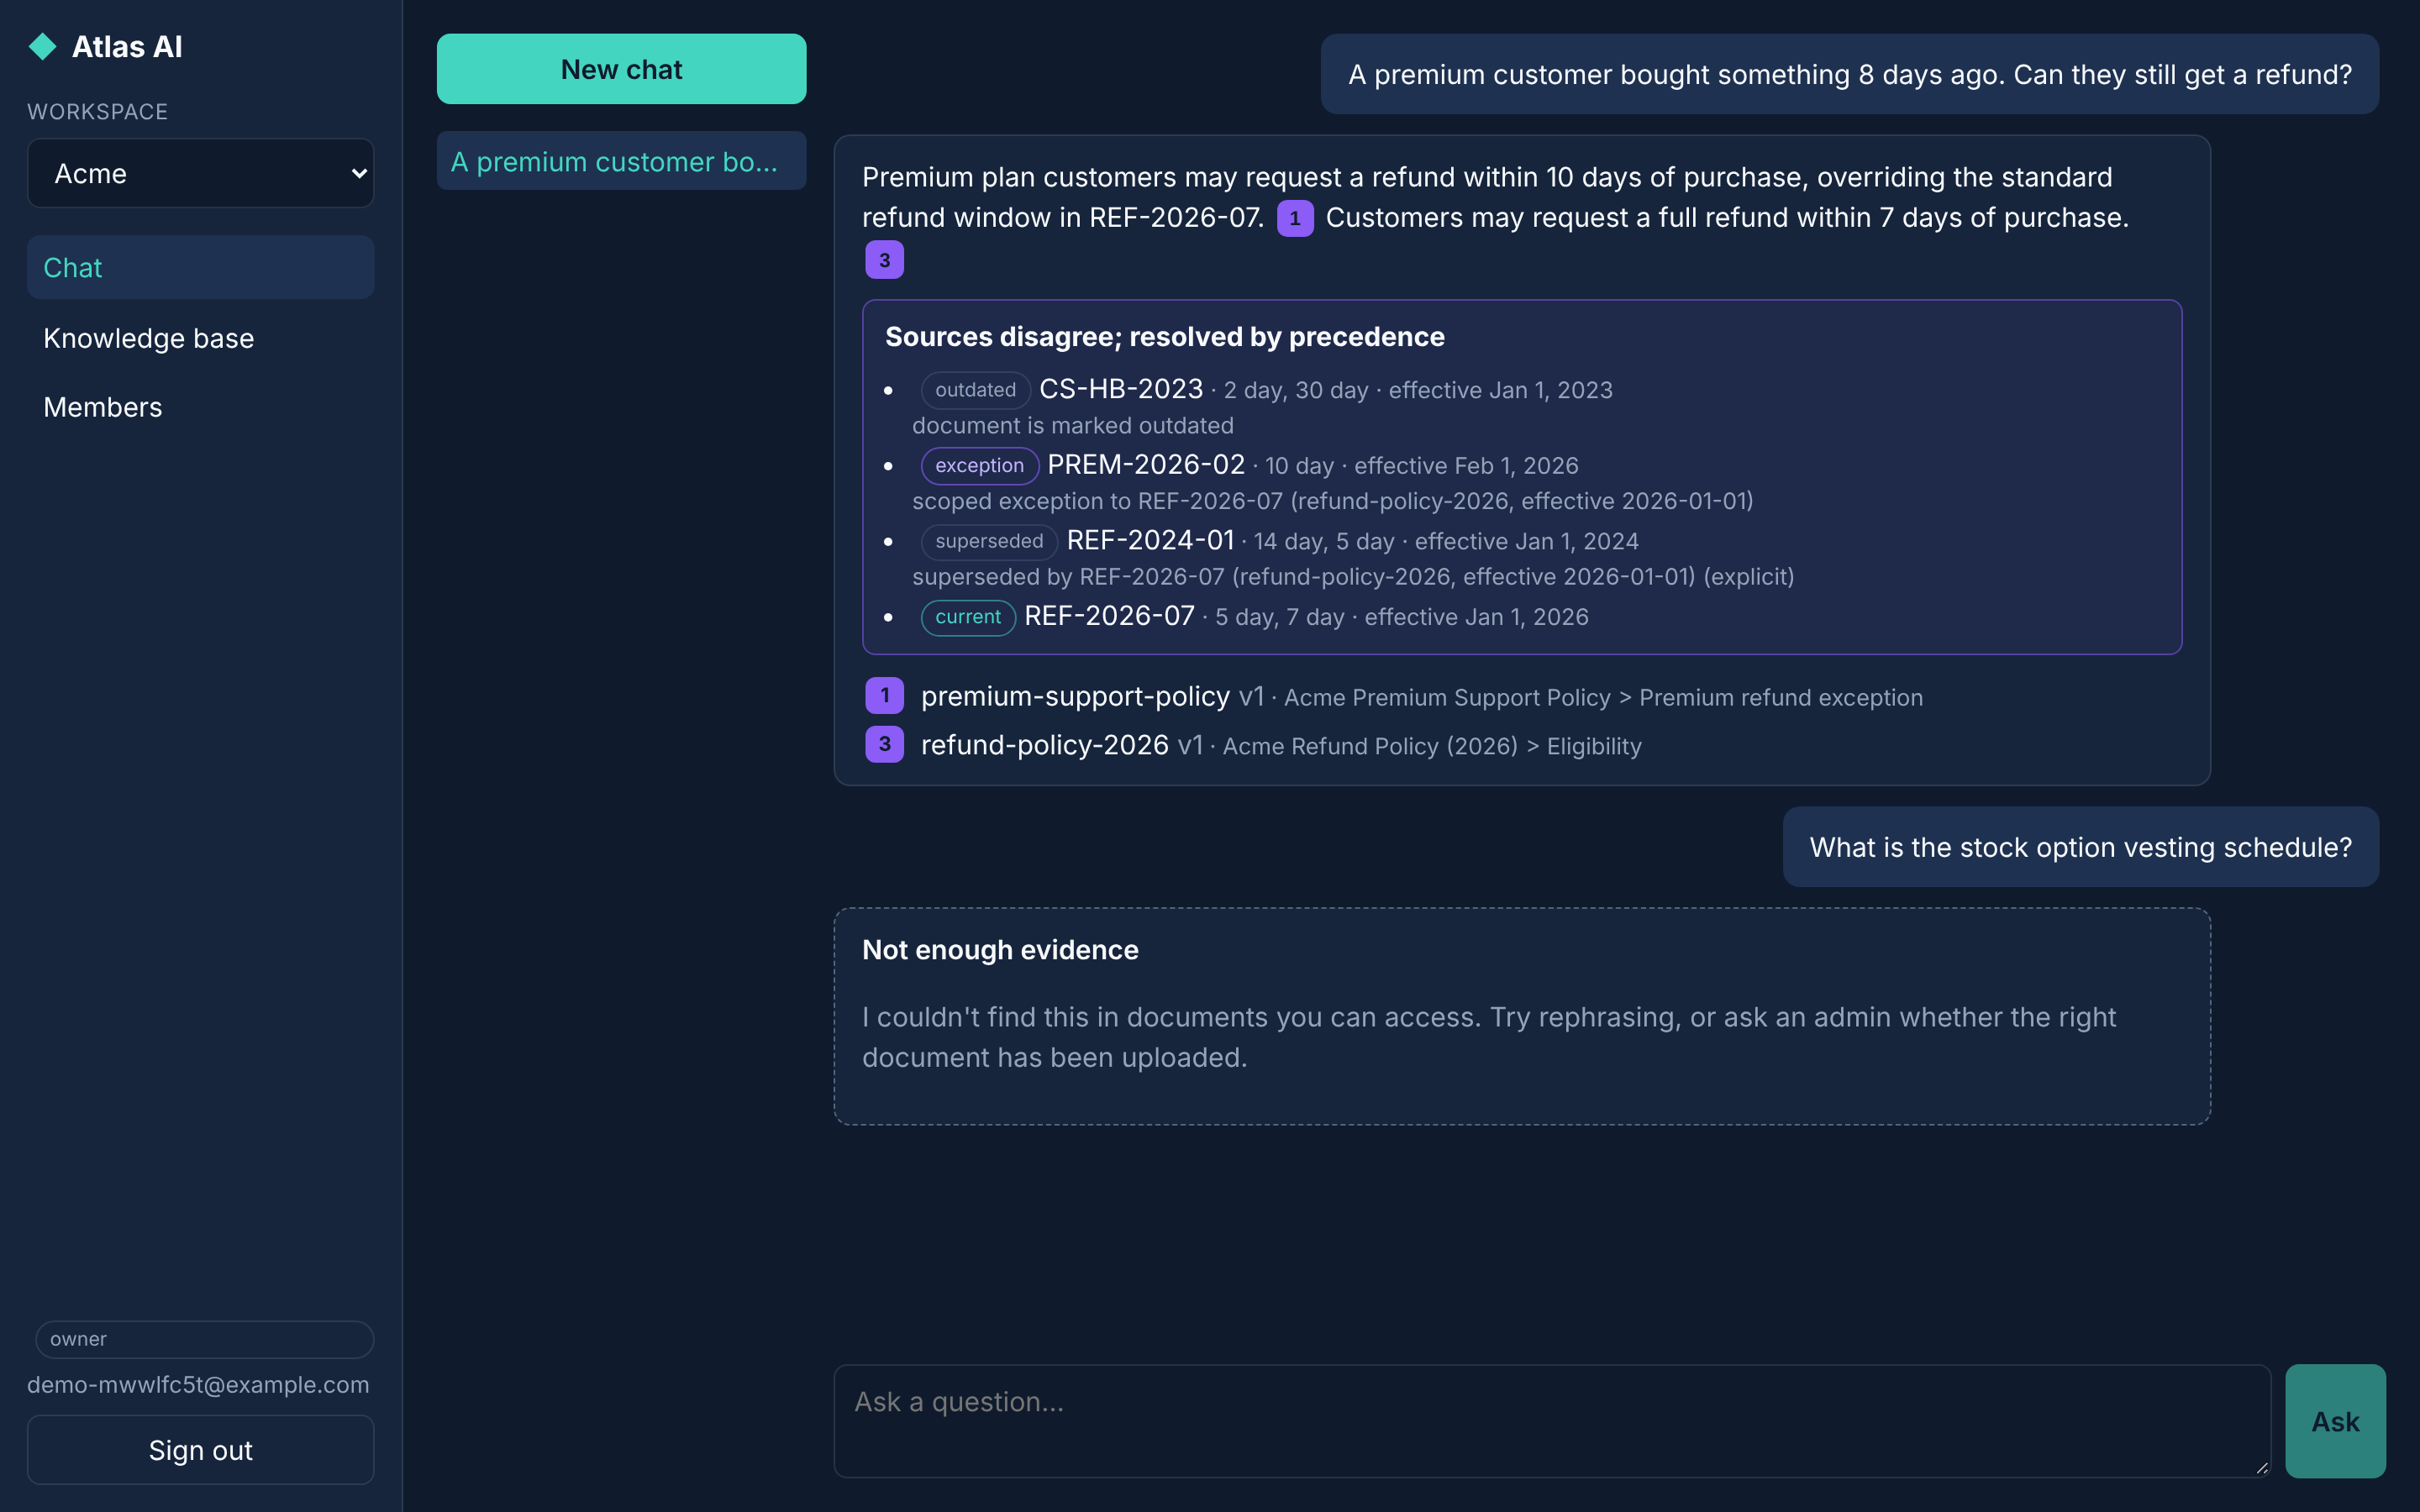 Atlas AI
WORKSPACE
Acme
Chat
Knowledge base
Members
owner
demo-mwwlfc5t@example.com
Sign out
New chat
A premium customer bo...
A premium customer bought something 8 days ago. Can they still get a refund?
Premium plan customers may request a refund within 10 days of purchase, overriding the standard
refund window in REF-2026-07. 1 Customers may request a full refund within 7 days of purchase.
3
Sources disagree; resolved by precedence
• outdated CS-HB-2023 · 2 day, 30 day · effective Jan 1, 2023
document is marked outdated
• exception PREM-2026-02 · 10 day · effective Feb 1, 2026
scoped exception to REF-2026-07 (refund-policy-2026, effective 2026-01-01)
• superseded REF-2024-01 · 14 day, 5 day · effective Jan 1, 2024
superseded by REF-2026-07 (refund-policy-2026, effective 2026-01-01) (explicit)
• current REF-2026-07 · 5 day, 7 day · effective Jan 1, 2026
1 premium-support-policy v1 · Acme Premium Support Policy > Premium refund exception
3 refund-policy-2026 v1 · Acme Refund Policy (2026) > Eligibility
What is the stock option vesting schedule?
Not enough evidence
I couldn't find this in documents you can access. Try rephrasing, or ask an admin whether the right
document has been uploaded.
Ask a question...
Ask